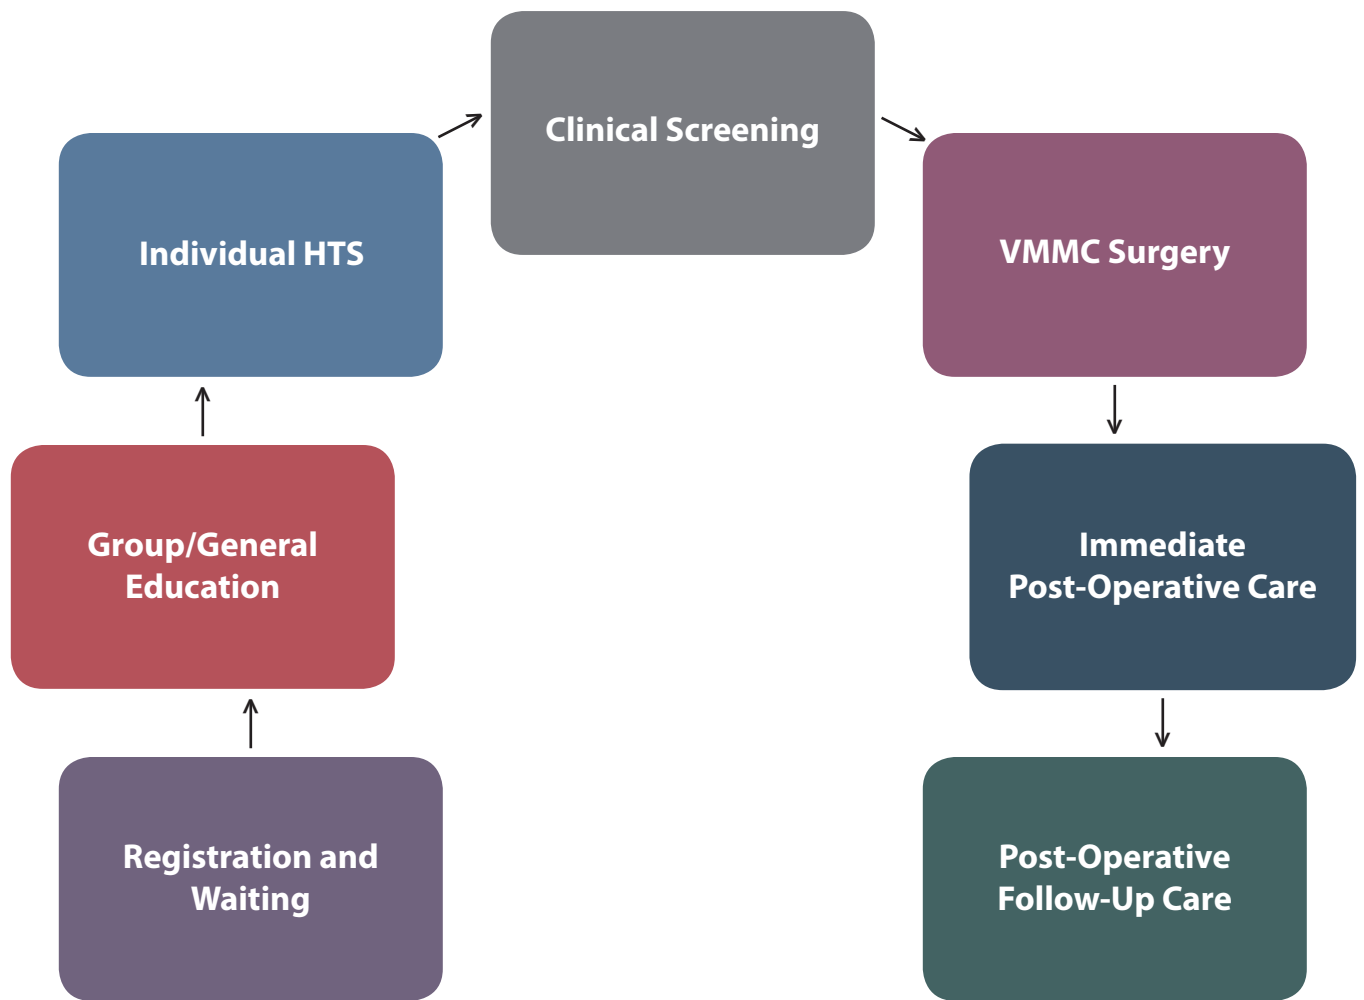 Clinical Screening
Individual HTS
VMMC Surgery
Group/General
Education
Immediate
Post-Operative Care
Registration and
Waiting
Post-Operative
Follow-Up Care